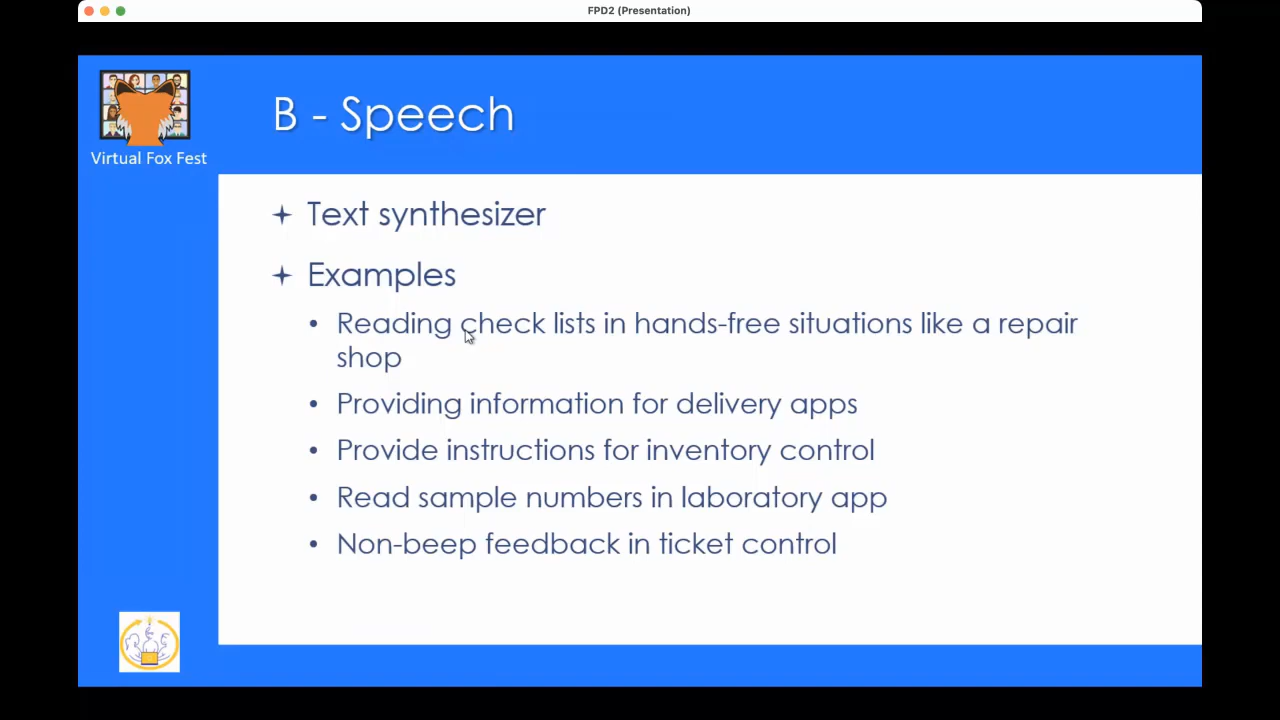 FPD2 (Presentation)
B - Speech
Virtual Fox Fest
Text synthesizer
Examples
Reading check lists in hands-free situations like a repair
shop
Providing information for delivery apps
Provide instructions for inventory control
Read sample numbers in laboratory app
Non-beep feedback in ticket control